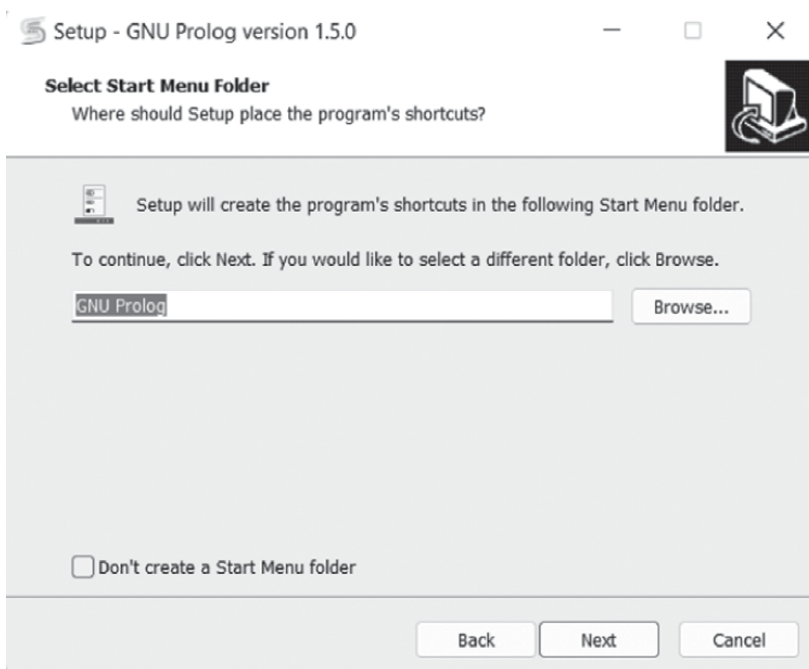 Setup - GNU Prolog version 1.5.0
Select Start Menu Folder
Where should Setup place the program's shortcuts?
Setup will create the program's shortcuts in the following Start Menu folder.
To continue, click Next. If you would like to select a different folder, click Browse.
GNU Prolog
Browse...
Don't create a Start Menu folder
Back
Next
Cancel